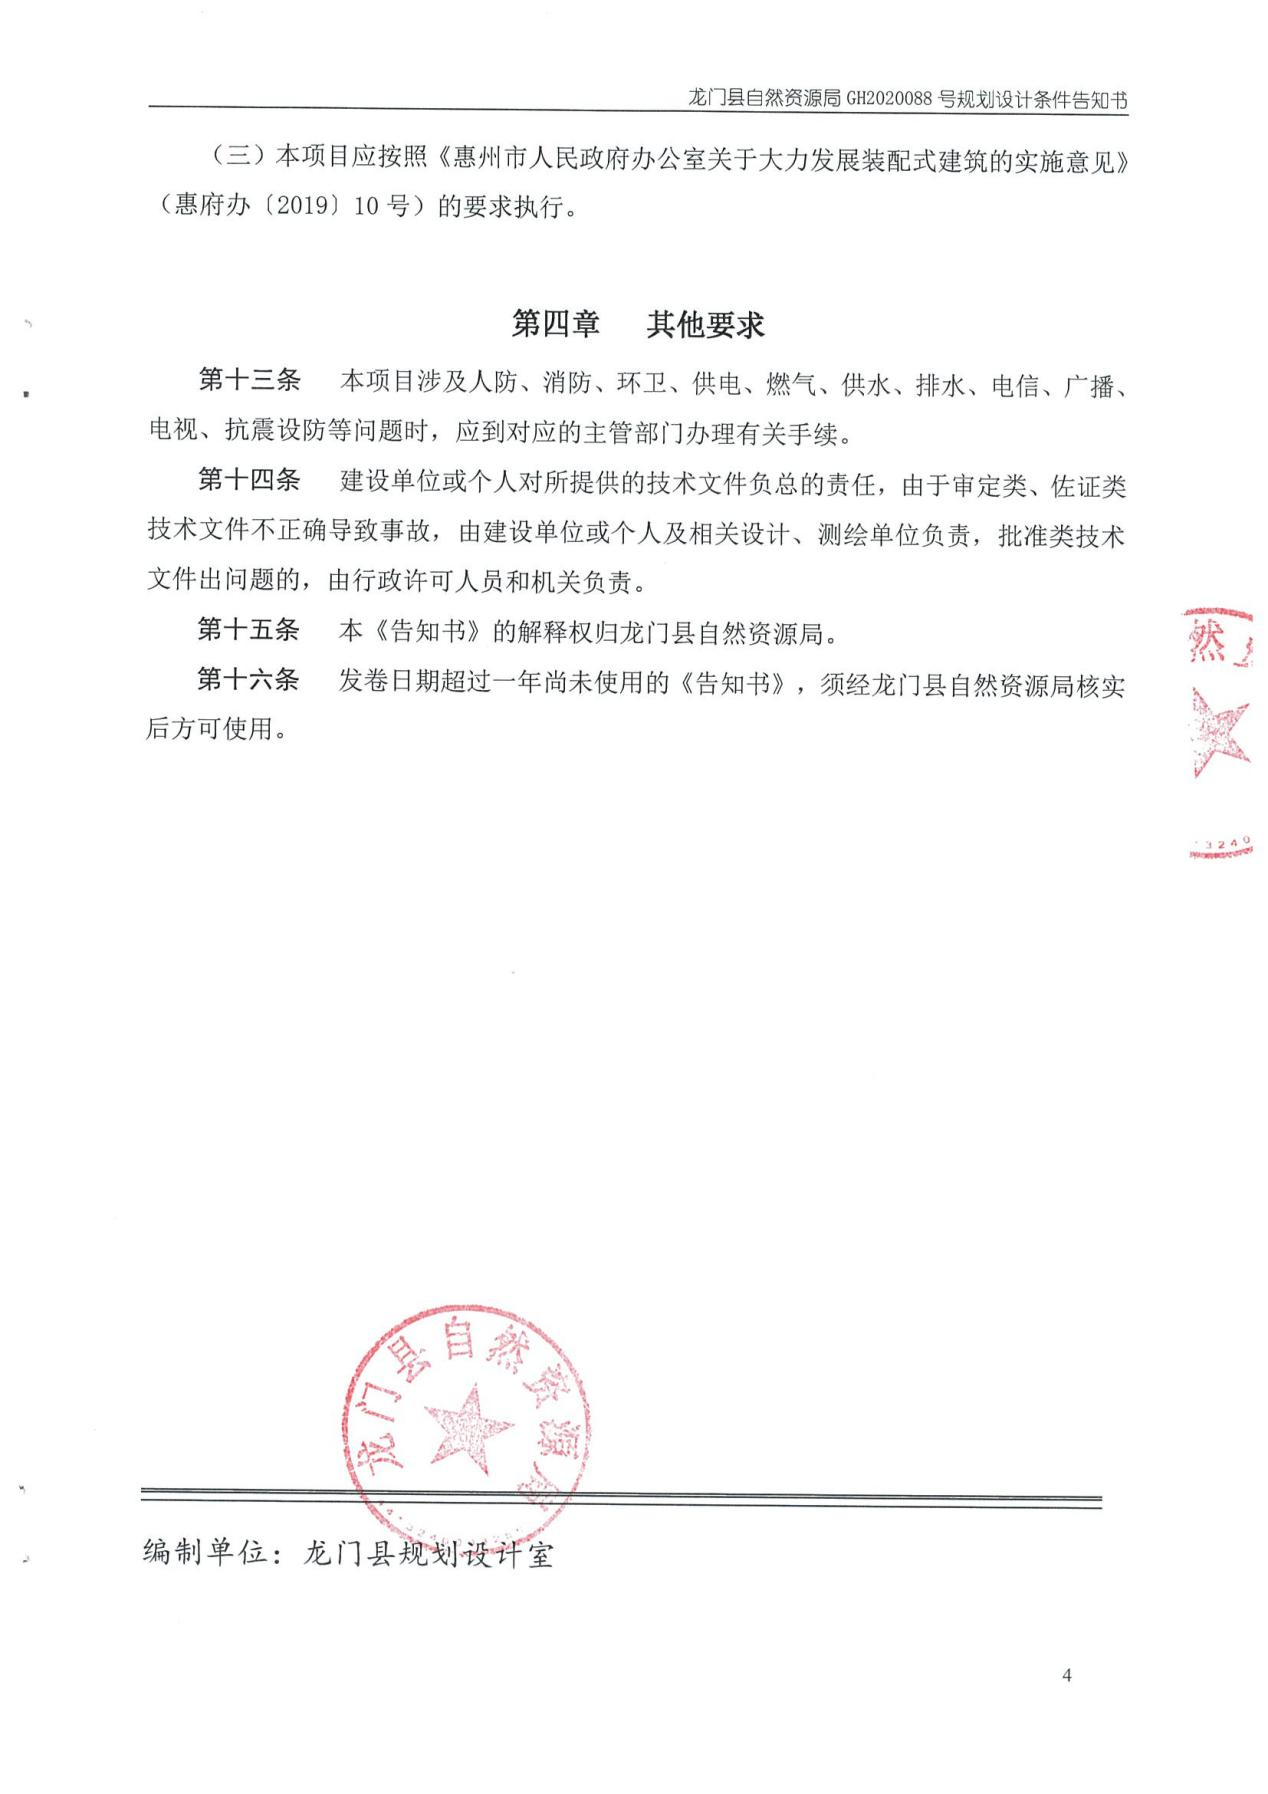 龙门县自然资源局 GH2020088 号规划设计条件告知书
（三）本项目应按照《惠州市人民政府办公室关于大力发展装配式建筑的实施意见》
（惠府办〔2019〕10 号）的要求执行。
第四章 其他要求
第十三条 本项目涉及人防、消防、环卫、供电、燃气、供水、排水、电信、广播、
电视、抗震设防等问题时，应到对应的主管部门办理有关手续。
第十四条 建设单位或个人对所提供的技术文件负总的责任，由于审定类、佐证类
技术文件不正确导致事故，由建设单位或个人及相关设计、测绘单位负责，批准类技术
文件出问题的，由行政许可人员和机关负责。
第十五条 本《告知书》的解释权归龙门县自然资源局。
第十六条 发卷日期超过一年尚未使用的《告知书》，须经龙门县自然资源局核实
后方可使用。
然
3240
龙门县自然资源局
编制单位：龙门县规划设计室
4